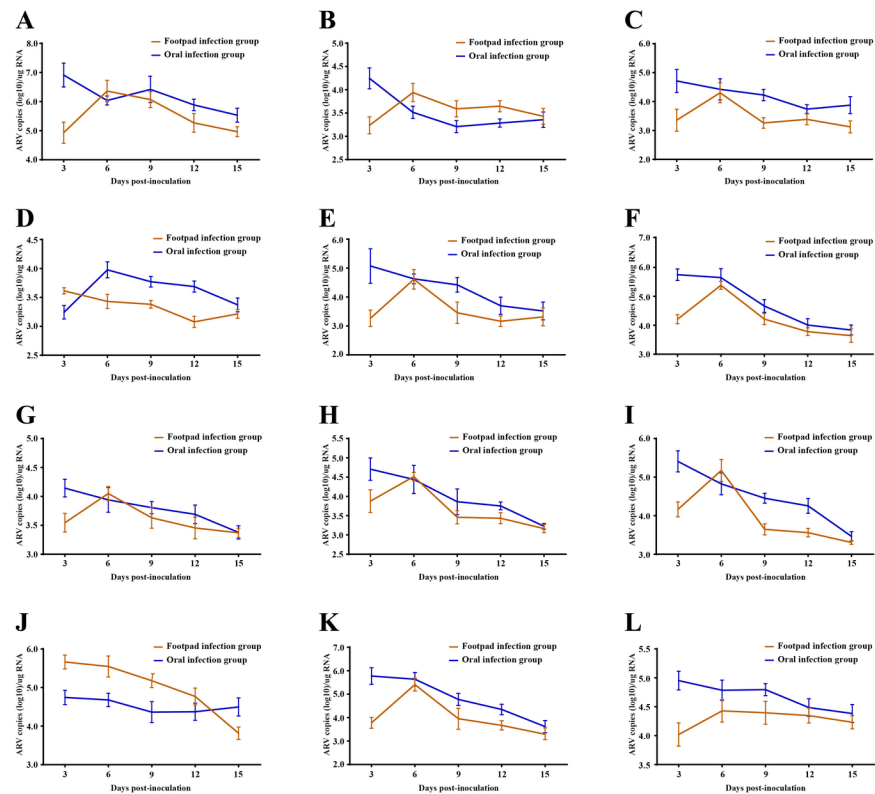 A
ARV copies (log10)/ug RNA
8.0
7.0
6.0
5.0
4.0
Footpad infection group
Oral infection group
3 6 9 12 15
Days post-inoculation
B
ARV copies (log10)/ug RNA
5.0
4.5
4.0
3.5
3.0
2.5
Footpad infection group
Oral infection group
3 6 9 12 15
Days post-inoculation
C
ARV copies (log10)/ug RNA
6.0
5.0
4.0
3.0
2.0
Footpad infection group
Oral infection group
3 6 9 12 15
Days post-inoculation
D
ARV copies (log10)/ug RNA
4.5
4.0
3.5
3.0
2.5
Footpad infection group
Oral infection group
3 6 9 12 15
Days post-inoculation
E
ARV copies (log10)/ug RNA
6.0
5.0
4.0
3.0
2.0
Footpad infection group
Oral infection group
3 6 9 12 15
Days post-inoculation
F
ARV copies (log10)/ug RNA
7.0
6.0
5.0
4.0
3.0
Footpad infection group
Oral infection group
3 6 9 12 15
Days post-inoculation
G
ARV copies (log10)/ug RNA
5.0
4.5
4.0
3.5
3.0
Footpad infection group
Oral infection group
3 6 9 12 15
Days post-inoculation
H
ARV copies (log10)/ug RNA
5.5
5.0
4.5
4.0
3.5
3.0
2.5
Footpad infection group
Oral infection group
3 6 9 12 15
Days post-inoculation
I
ARV copies (log10)/ug RNA
6.0
5.0
4.0
3.0
Footpad infection group
Oral infection group
3 6 9 12 15
Days post-inoculation
J
ARV copies (log10)/ug RNA
6.0
5.0
4.0
3.0
Footpad infection group
Oral infection group
3 6 9 12 15
Days post-inoculation
K
ARV copies (log10)/ug RNA
7.0
6.0
5.0
4.0
3.0
2.0
Footpad infection group
Oral infection group
3 6 9 12 15
Days post-inoculation
L
ARV copies (log10)/ug RNA
5.5
5.0
4.5
4.0
3.5
Footpad infection group
Oral infection group
3 6 9 12 15
Days post-inoculation